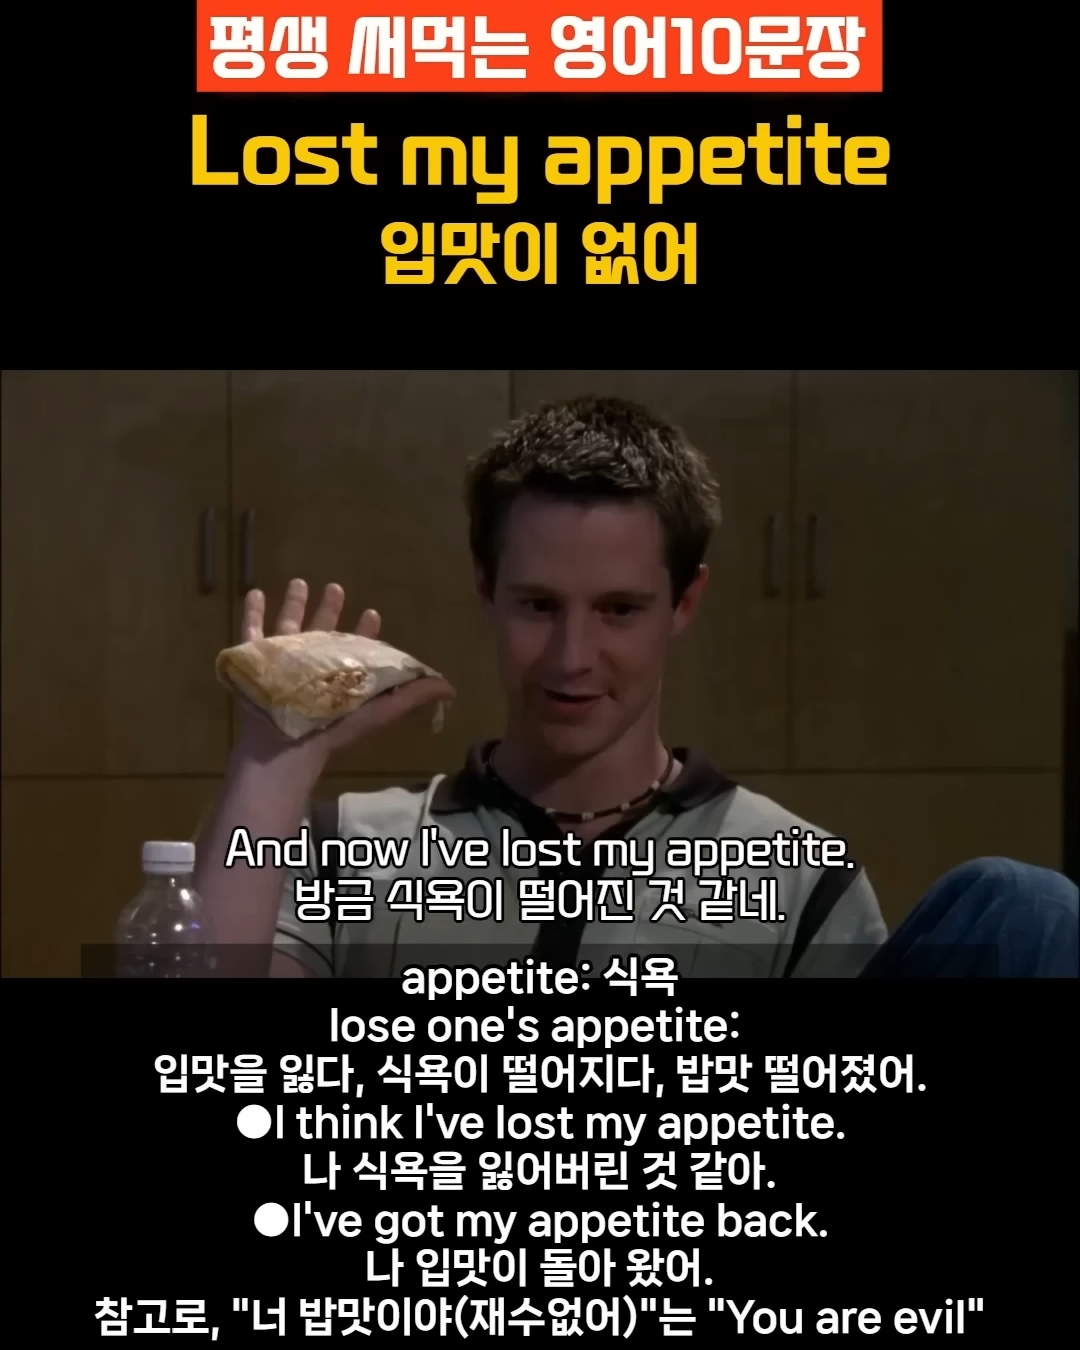 평생 써먹는 영어10문장
Lost my appetite
입맛이 없어
And now I've lost my appetite.
방금 식욕이 떨어진 것 같네.
appetite: 식욕
lose one's appetite:
입맛을 잃다, 식욕이 떨어지다, 밥맛 떨어졌어.
●I think I've lost my appetite.
나 식욕을 잃어버린 것 같아.
●I've got my appetite back.
나 입맛이 돌아 왔어.
참고로, "너 밥맛이야(재수없어)"는 "You are evil"